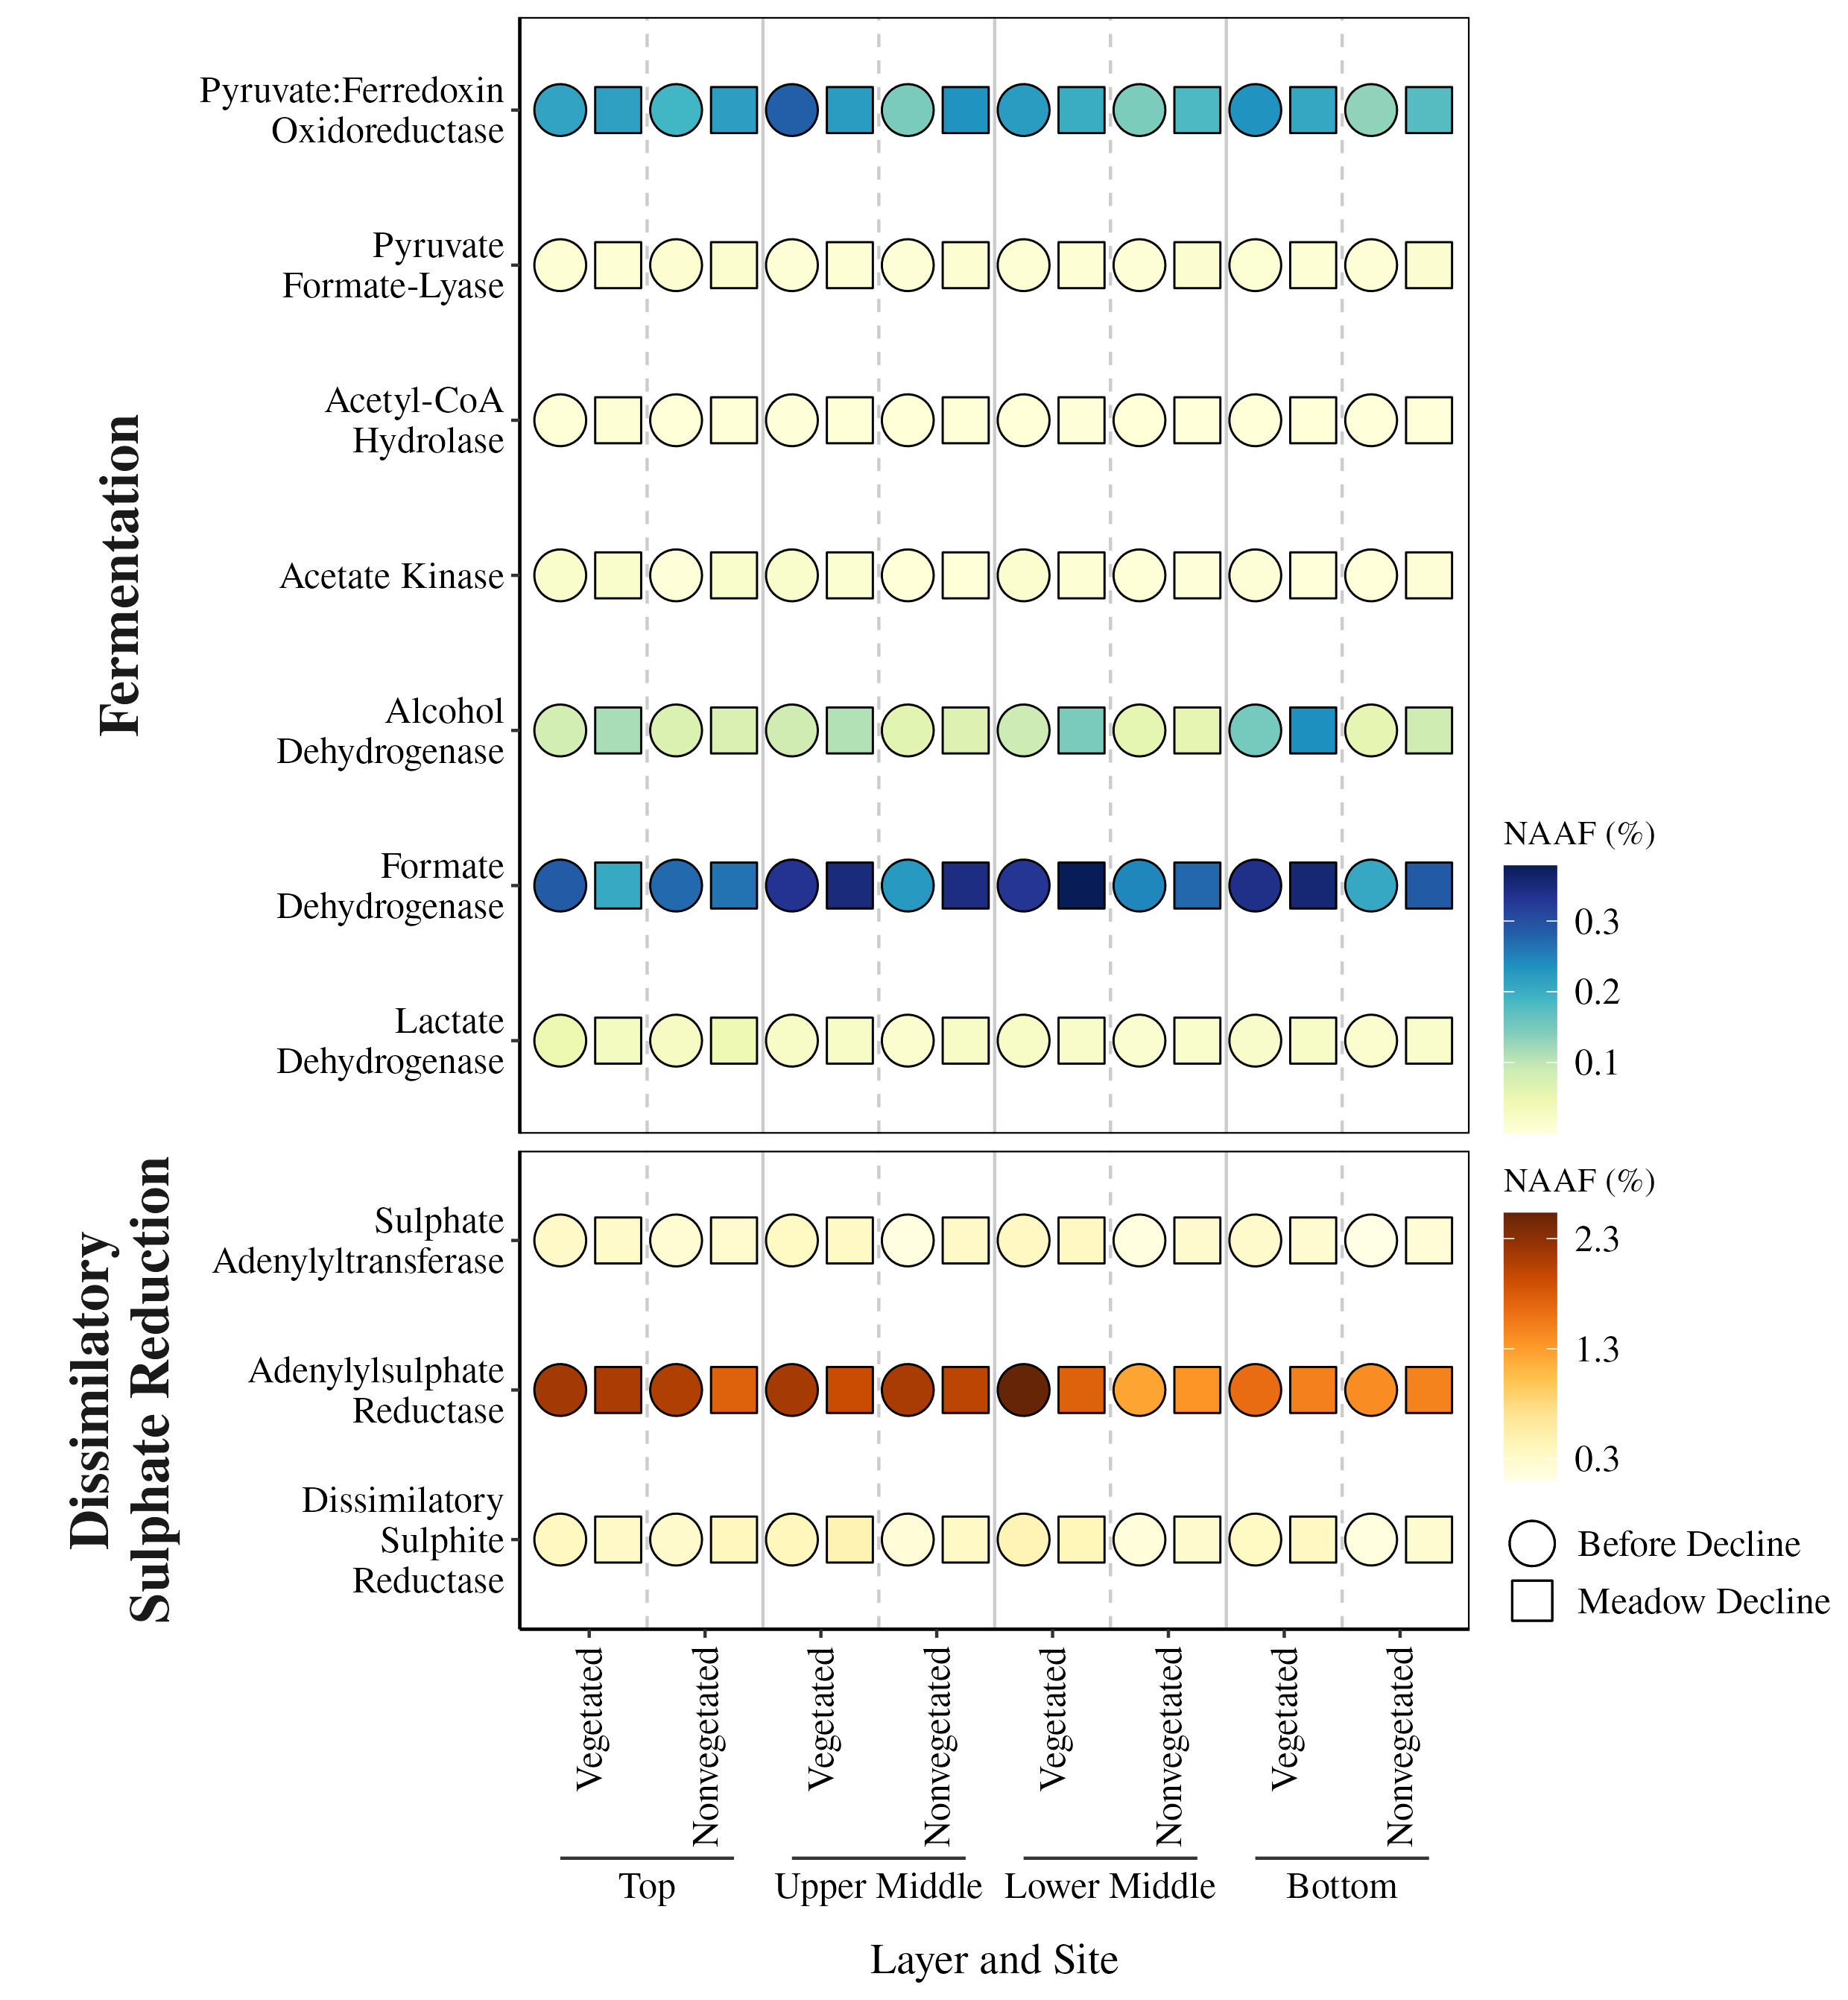 Fermentation
Pyruvate:Ferredoxin
Oxidoreductase
Pyruvate
Formate-Lyase
Acetyl-CoA
Hydrolase
Acetate Kinase
Alcohol
Dehydrogenase
Formate
Dehydrogenase
Lactate
Dehydrogenase
NAAF (%)
0.3
0.2
0.1
Dissimilatory
Sulphate Reduction
Sulphate
Adenylyltransferase
Adenylylsulphate
Reductase
Dissimilatory
Sulphite
Reductase
NAAF (%)
2.3
1.3
0.3
Before Decline
Meadow Decline
Vegetated
Nonvegetated
Vegetated
Nonvegetated
Vegetated
Nonvegetated
Vegetated
Nonvegetated
Top
Upper Middle
Lower Middle
Bottom
Layer and Site